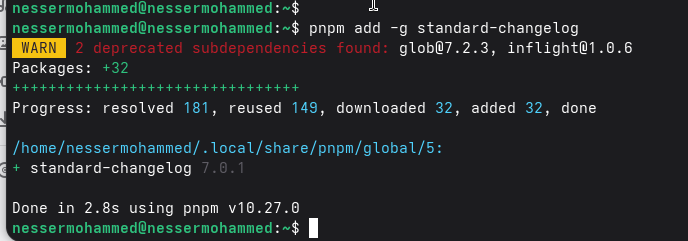 nessermohammed@nessermohammed:~$
nessermohammed@nessermohammed:~$ pnpm add -g standard-changelog
WARN 2 deprecated subdependencies found: glob@7.2.3, inflight@1.0.6
Packages: +32
++++++++++++++++++++++++++++++++
Progress: resolved 181, reused 149, downloaded 32, added 32, done
/home/nessermohammed/.local/share/pnpm/global/5:
+ standard-changelog 7.0.1
Done in 2.8s using pnpm v10.27.0
nessermohammed@nessermohammed:~$